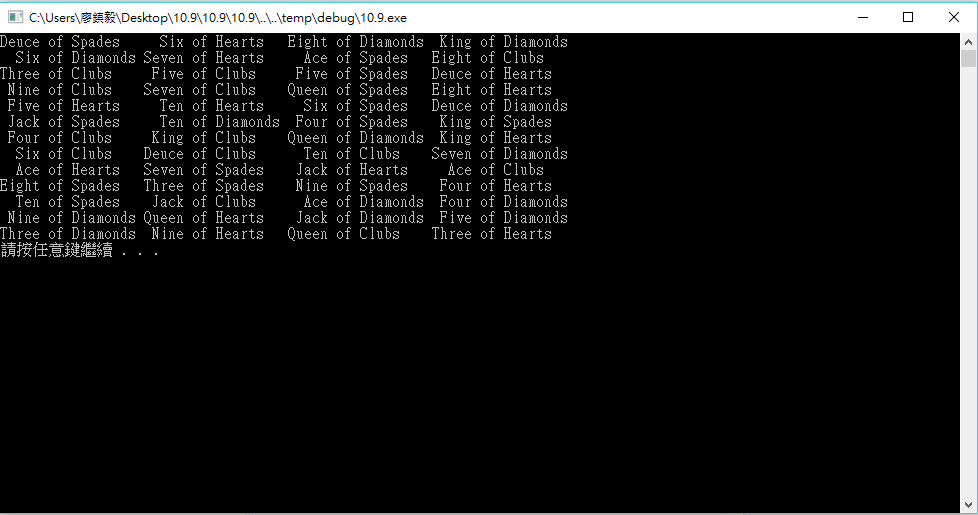 C:\Users\廖鎮毅\Desktop\10.9\10.9\10.9\..\..\temp\debug\10.9.exe
Deuce of Spades     Six of Hearts   Eight of Diamonds  King of Diamonds
  Six of Diamonds Seven of Hearts     Ace of Spades   Eight of Clubs
Three of Clubs     Five of Clubs     Five of Spades   Deuce of Hearts
 Nine of Clubs    Seven of Clubs    Queen of Spades   Eight of Hearts
 Five of Hearts     Ten of Hearts     Six of Spades   Deuce of Diamonds
 Jack of Spades     Ten of Diamonds  Four of Spades    King of Spades
 Four of Clubs     King of Clubs    Queen of Diamonds  King of Hearts
  Six of Clubs    Deuce of Clubs      Ten of Clubs    Seven of Diamonds
  Ace of Hearts   Seven of Spades    Jack of Hearts     Ace of Clubs
Eight of Spades   Three of Spades    Nine of Spades    Four of Hearts
  Ten of Spades    Jack of Clubs      Ace of Diamonds  Four of Diamonds
 Nine of Diamonds Queen of Hearts    Jack of Diamonds  Five of Diamonds
Three of Diamonds  Nine of Hearts   Queen of Clubs    Three of Hearts
請按任意鍵繼續 . . .